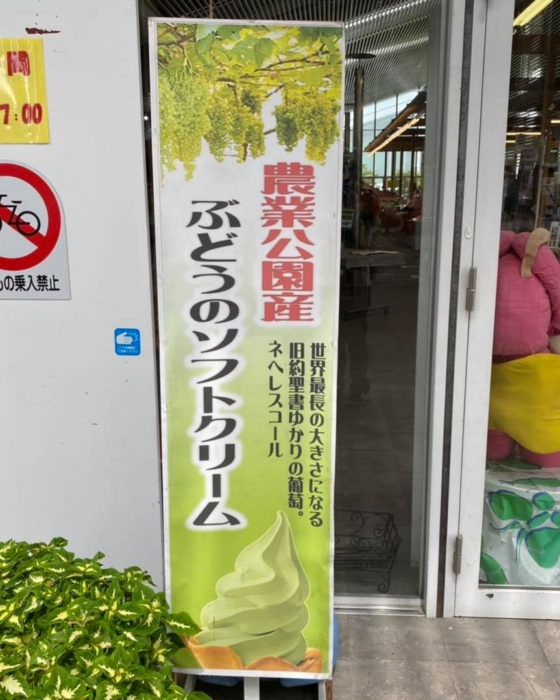 農業公園産
ぶどうのソフトクリーム
世界最長の大きさになる
旧約聖書ゆかりの葡萄。
ネヘレスコール
7:00
の乗入禁止